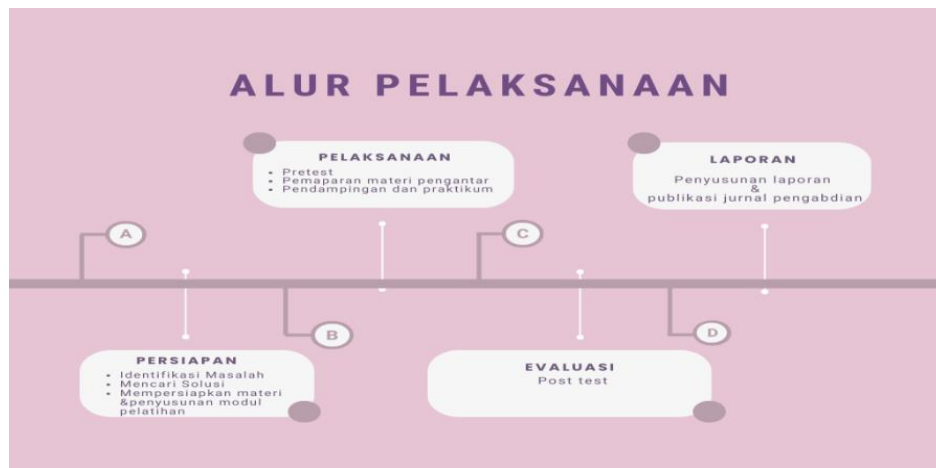 ALUR PELAKSANAAN
A
PERSIAPAN
• Identifikasi Masalah
• Mencari Solusi
• Mempersiapkan materi
&penyusunan modul
pelatihan
B
PELAKSANAAN
• Pretest
• Pemaparan materi pengantar
• Pendampingan dan praktikum
C
EVALUASI
Post test
D
LAPORAN
Penyusunan laporan
&
publikasi jurnal pengabdian